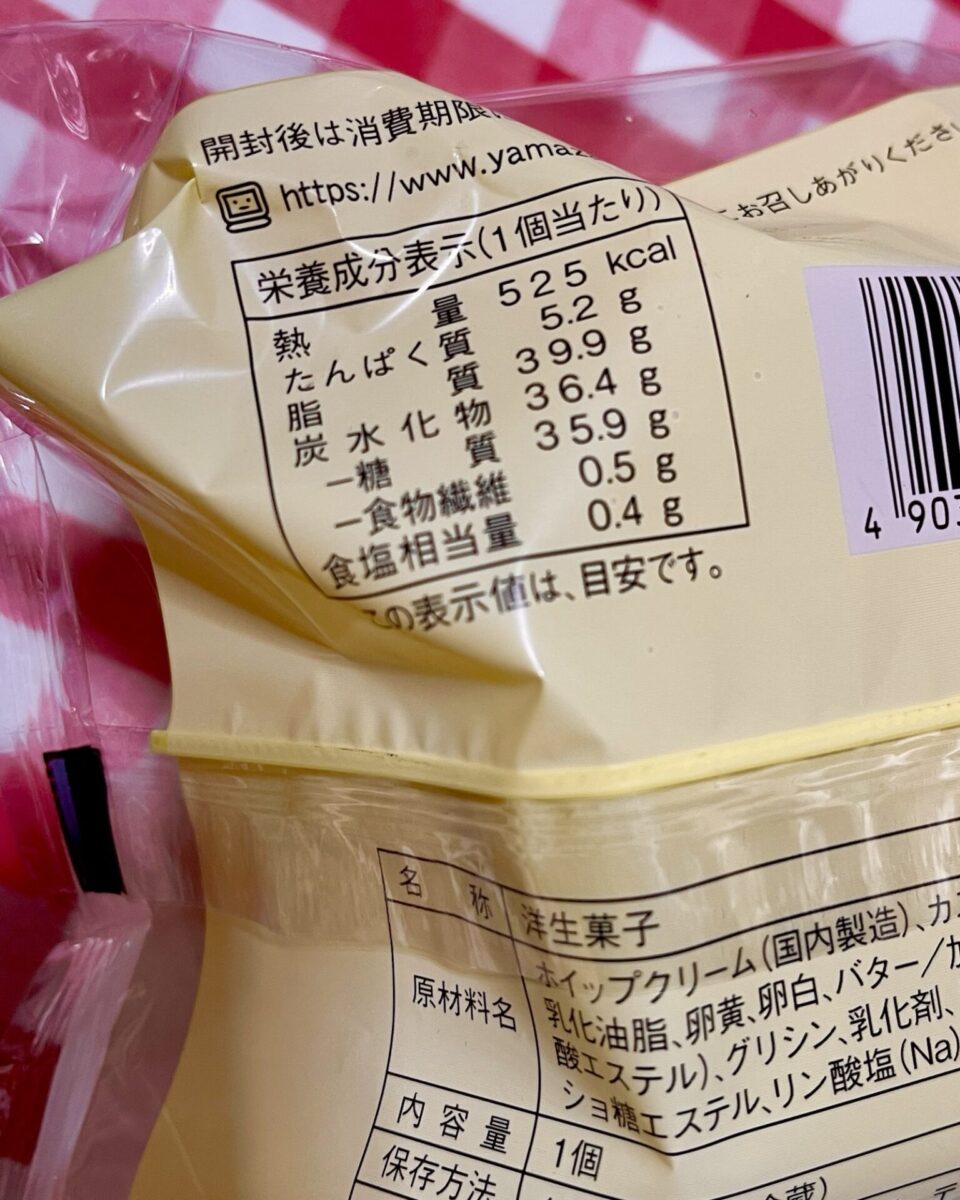 開封後は消費期限
https://www.yamaz
お召しあがりくださ
栄養成分表示(1個当たり)
熱量 525 kcal
たんぱく質 5.2 g
脂質 39.9 g
炭水化物 36.4 g
－糖質 35.9 g
－食物繊維 0.5 g
食塩相当量 0.4 g
この表示値は、目安です。
4 903
名称 洋生菓子
原材料名 ホイップクリーム(国内製造)、カス
乳化油脂、卵黄、卵白、バター/加
酸エステル)、グリシン、乳化剤、
ショ糖エステル、リン酸塩(Na)
内容量 1個
保存方法